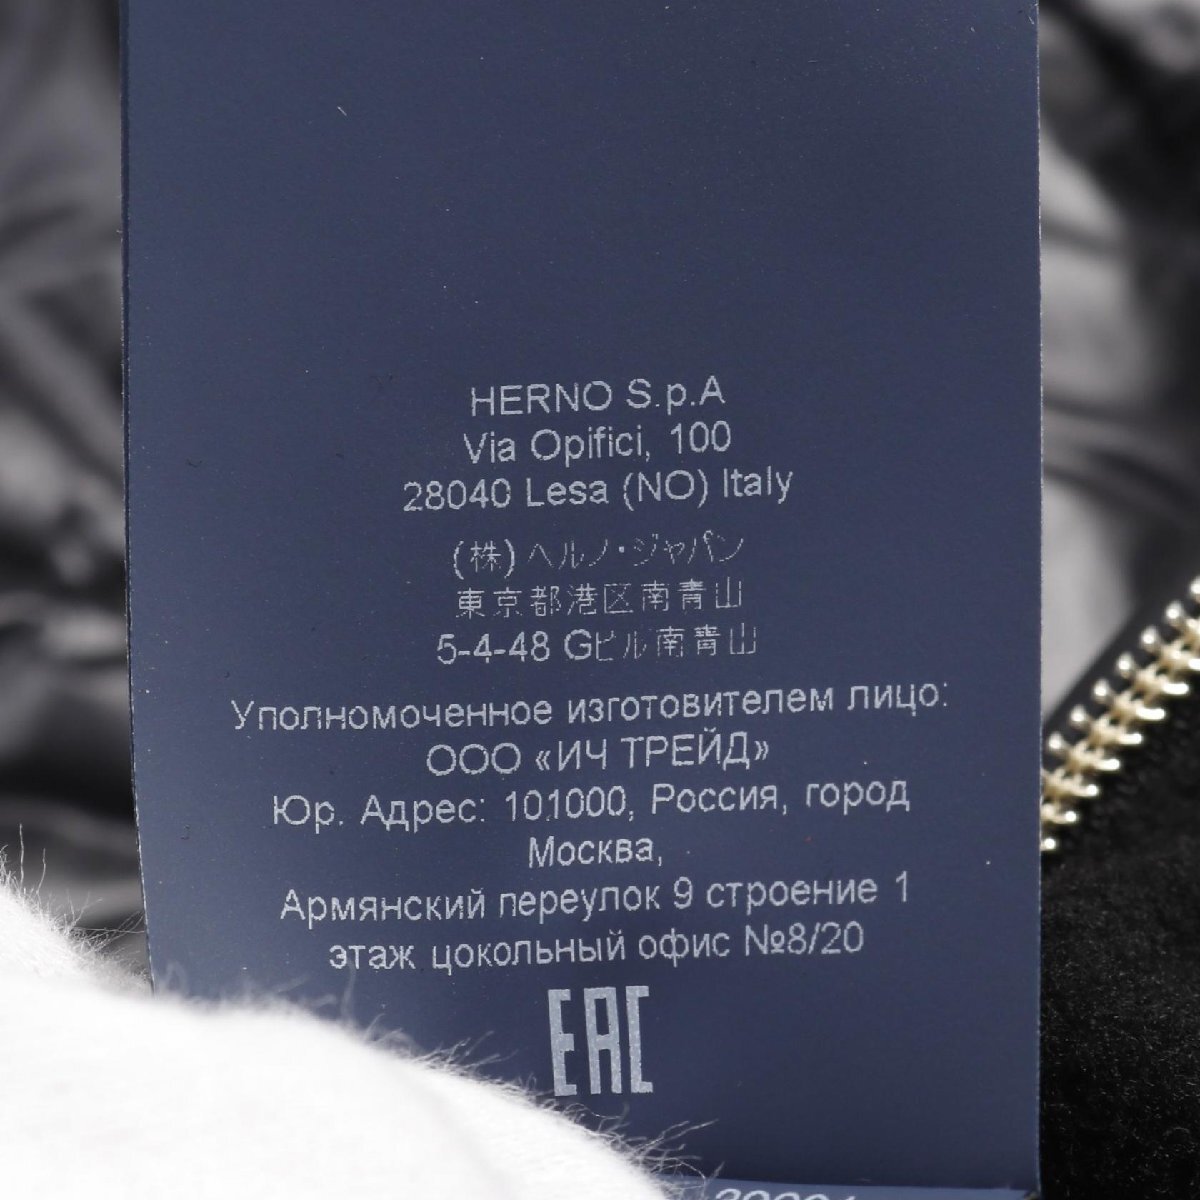 HERNO S.p.A
Via Opifici, 100
28040 Lesa (NO) Italy
(株) ヘルノ・ジャパン
東京都港区南青山
5-4-48 Gビル南青山
Уполномоченное изготовителем лицо:
ООО «ИЧ ТРЕЙД»
Юр. Адрес: 101000, Россия, город
Москва,
Армянский переулок 9 строение 1
этаж цокольный офис №8/20
EAC